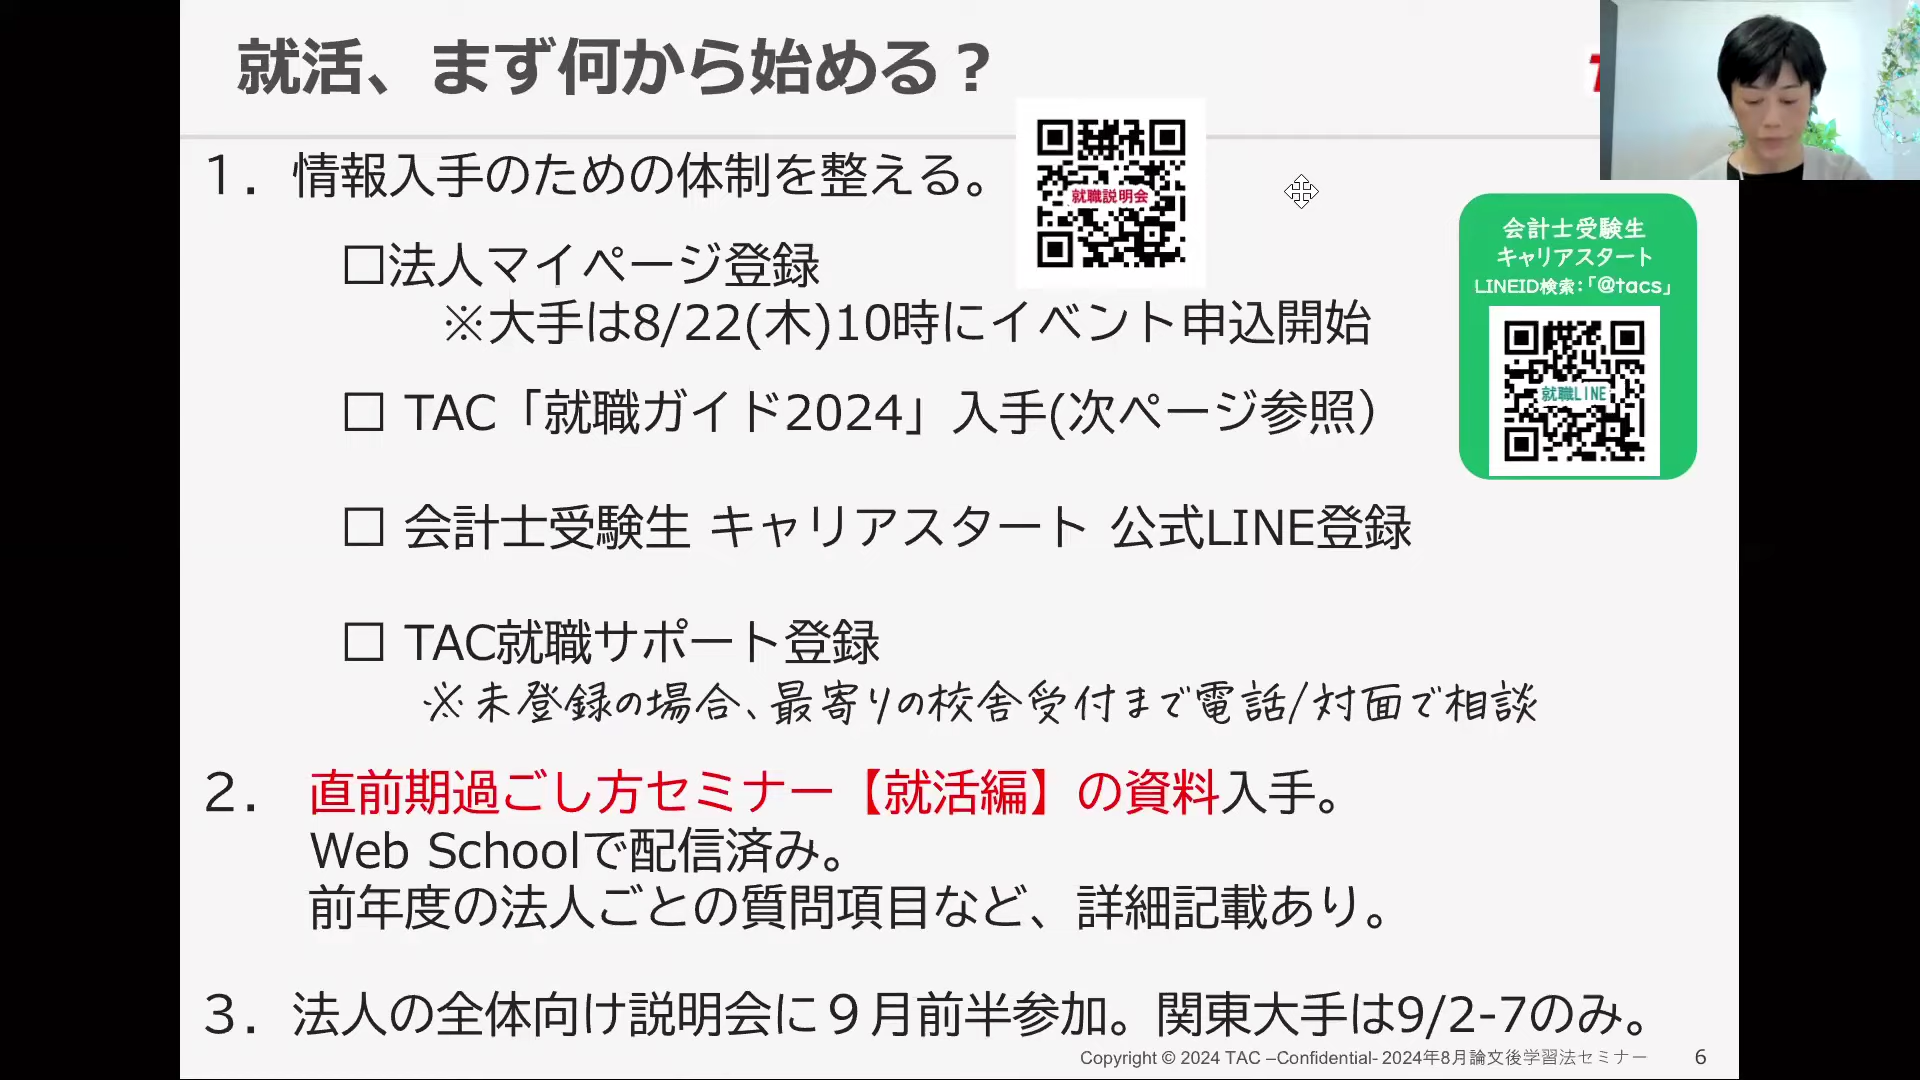 就活、まず何から始める？
１．情報入手のための体制を整える。
就職説明会
□法人マイページ登録
※大手は8/22(木)10時にイベント申込開始
会計士受験生
キャリアスタート
LINEID検索:「@tacs」
就職LINE
□ TAC「就職ガイド2024」入手(次ページ参照）
□ 会計士受験生 キャリアスタート 公式LINE登録
□ TAC就職サポート登録
※未登録の場合、最寄りの校舎受付まで電話/対面で相談
２． 直前期過ごし方セミナー【就活編】の資料入手。
Web Schoolで配信済み。
前年度の法人ごとの質問項目など、詳細記載あり。
３．法人の全体向け説明会に９月前半参加。関東大手は9/2-7のみ。
Copyright © 2024 TAC –Confidential- 2024年8月論文後学習法セミナー 6